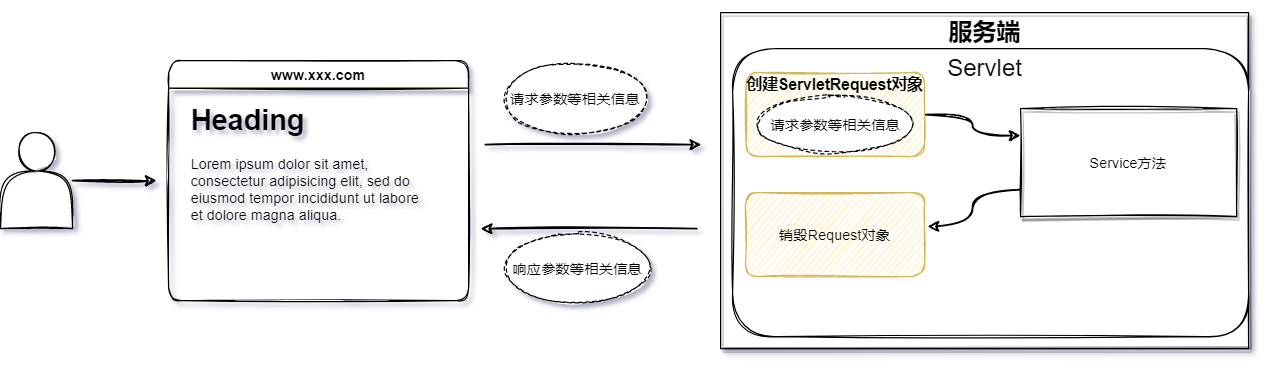 www.xxx.com
Heading
Lorem ipsum dolor sit amet,
consectetur adipisicing elit, sed do
eiusmod tempor incididunt ut labore
et dolore magna aliqua.
请求参数等相关信息
响应参数等相关信息
服务端
Servlet
创建ServletRequest对象
请求参数等相关信息
Service方法
销毁Request对象